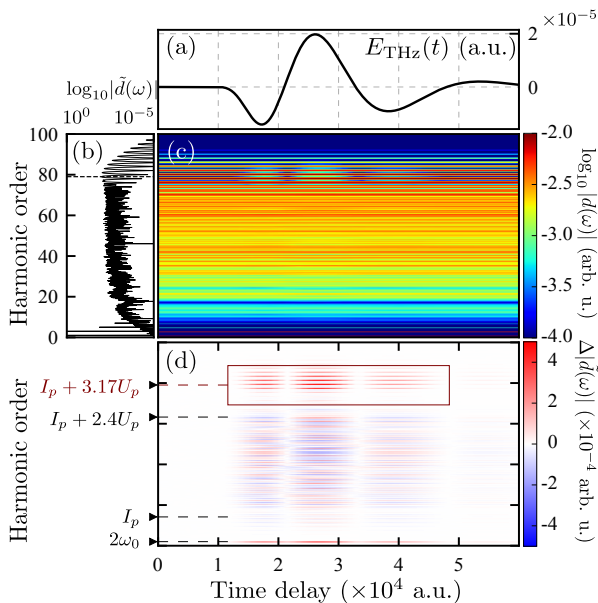 ×10⁻⁵
(a)
E_THz(t) (a.u.)
2
0
log₁₀|d̃(ω)|
10⁰ 10⁻⁵
100
80
60
40
20
0
Harmonic order
(b)
(c)
-2.0
-2.5
-3.0
-3.5
-4.0
log₁₀|d̃(ω)| (arb. u.)
(d)
Harmonic order
I_p + 3.17U_p
I_p + 2.4U_p
I_p
2ω₀
4
2
0
-2
-4
Δ|d̃(ω)| (×10⁻⁴ arb. u.)
0 1 2 3 4 5
Time delay (×10⁴ a.u.)